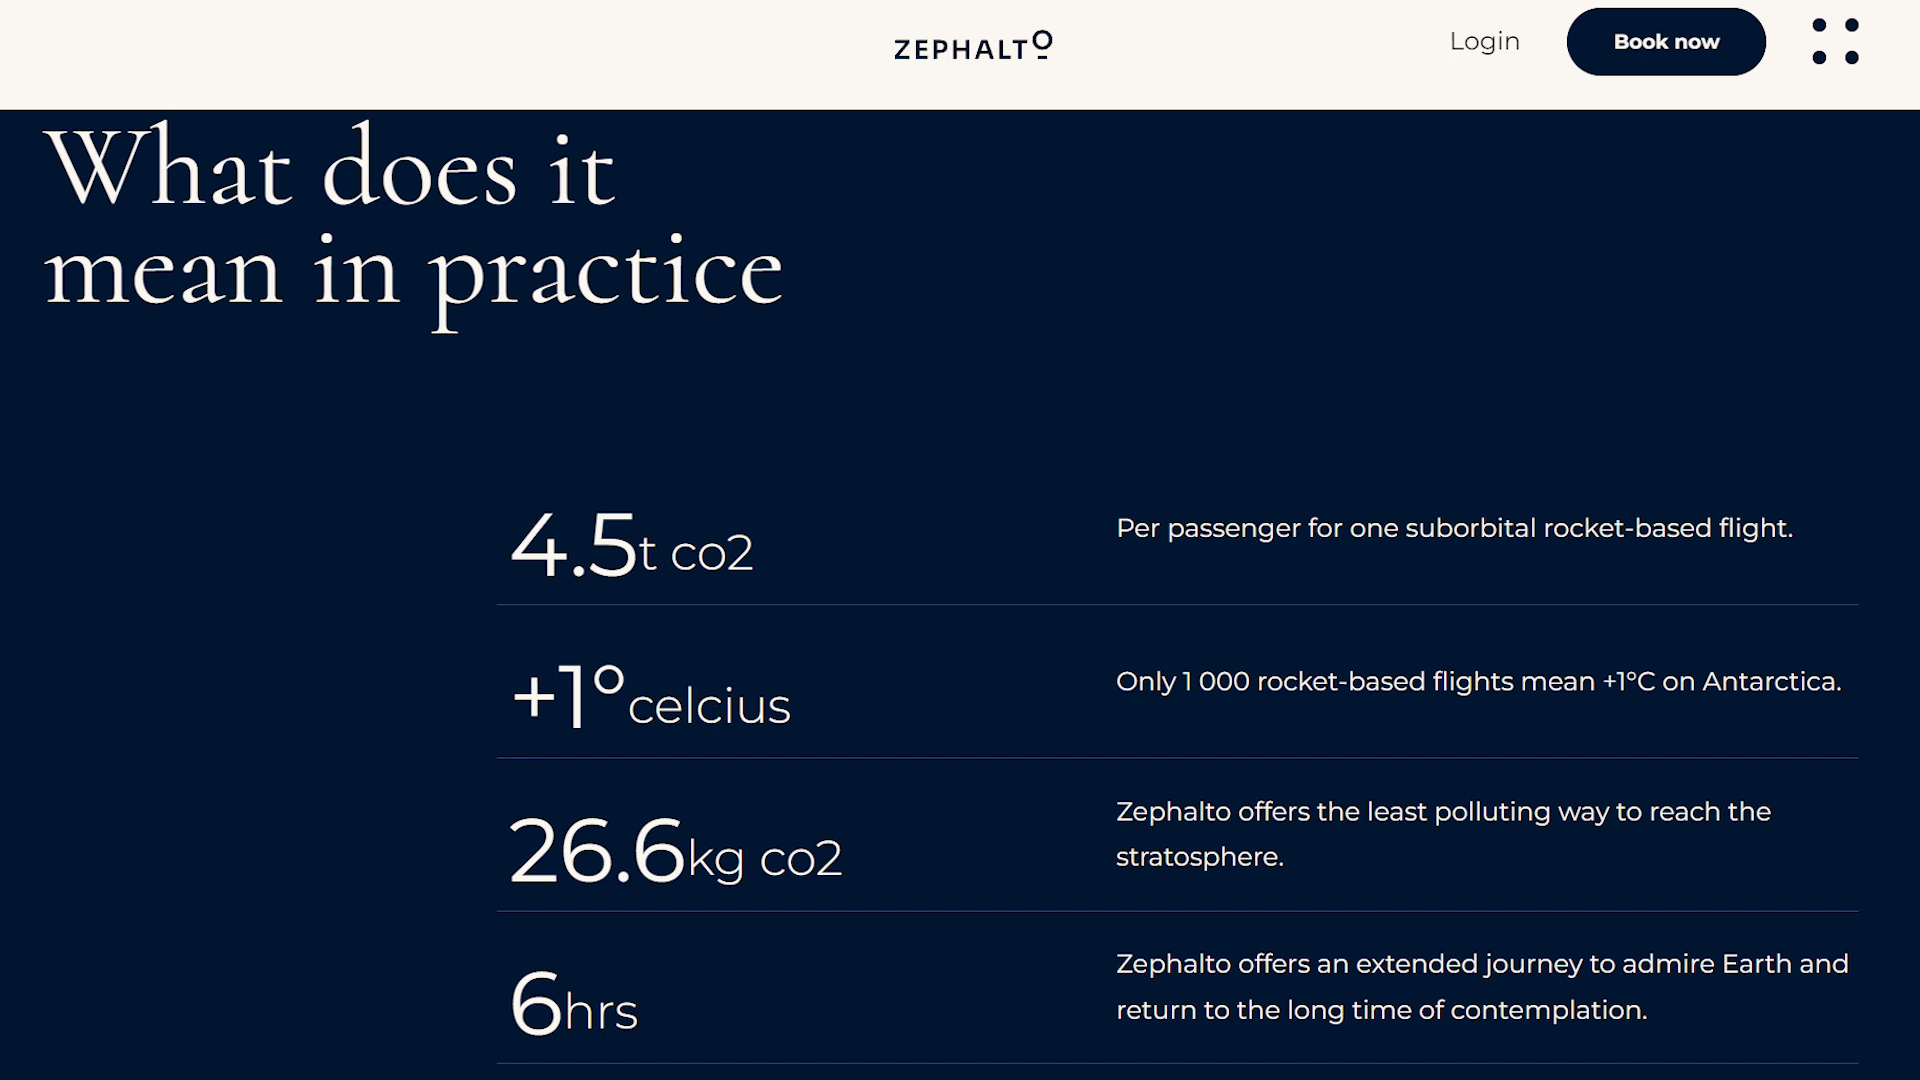 ZEPHALTO
Login
Book now
What does it
mean in practice
4.5t co2
Per passenger for one suborbital rocket-based flight.
+1°celcius
Only 1 000 rocket-based flights mean +1°C on Antarctica.
26.6kg co2
Zephalto offers the least polluting way to reach the
stratosphere.
6hrs
Zephalto offers an extended journey to admire Earth and
return to the long time of contemplation.